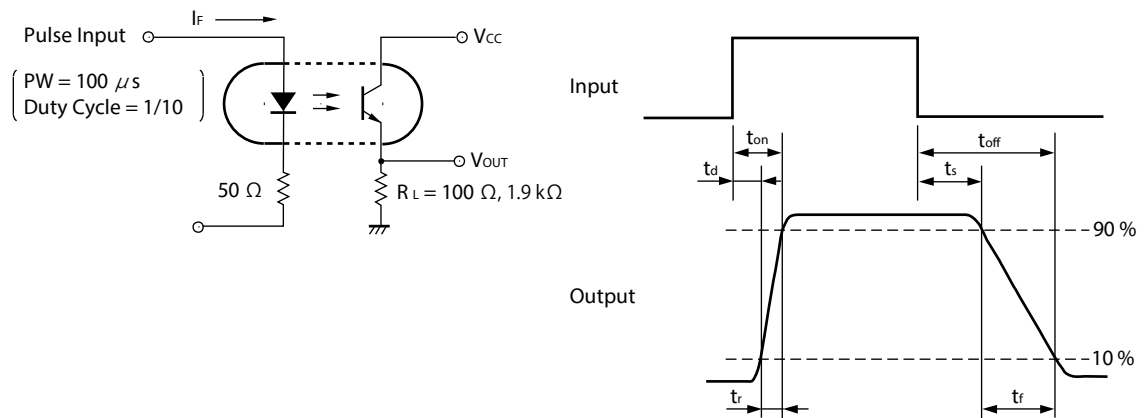 IF
Pulse Input
VCC
PW = 100 μs
Duty Cycle = 1/10
VOUT
50 Ω
RL = 100 Ω, 1.9 kΩ
Input
ton
toff
td
ts
90 %
Output
10 %
tr
tf